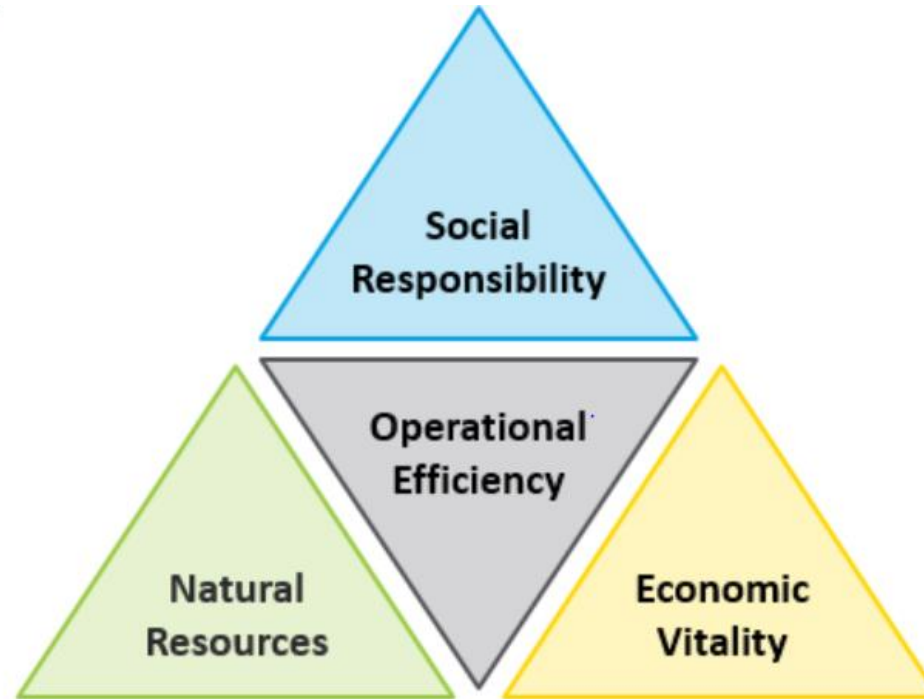 Social
Responsibility
Operational
Efficiency
Natural
Resources
Economic
Vitality